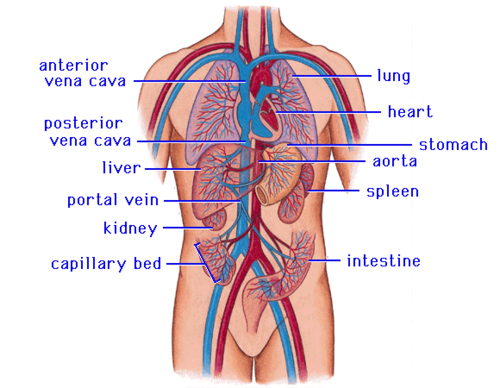 anterior
vena cava
posterior
vena cava
liver
portal vein
kidney
capillary bed
lung
heart
stomach
aorta
spleen
intestine